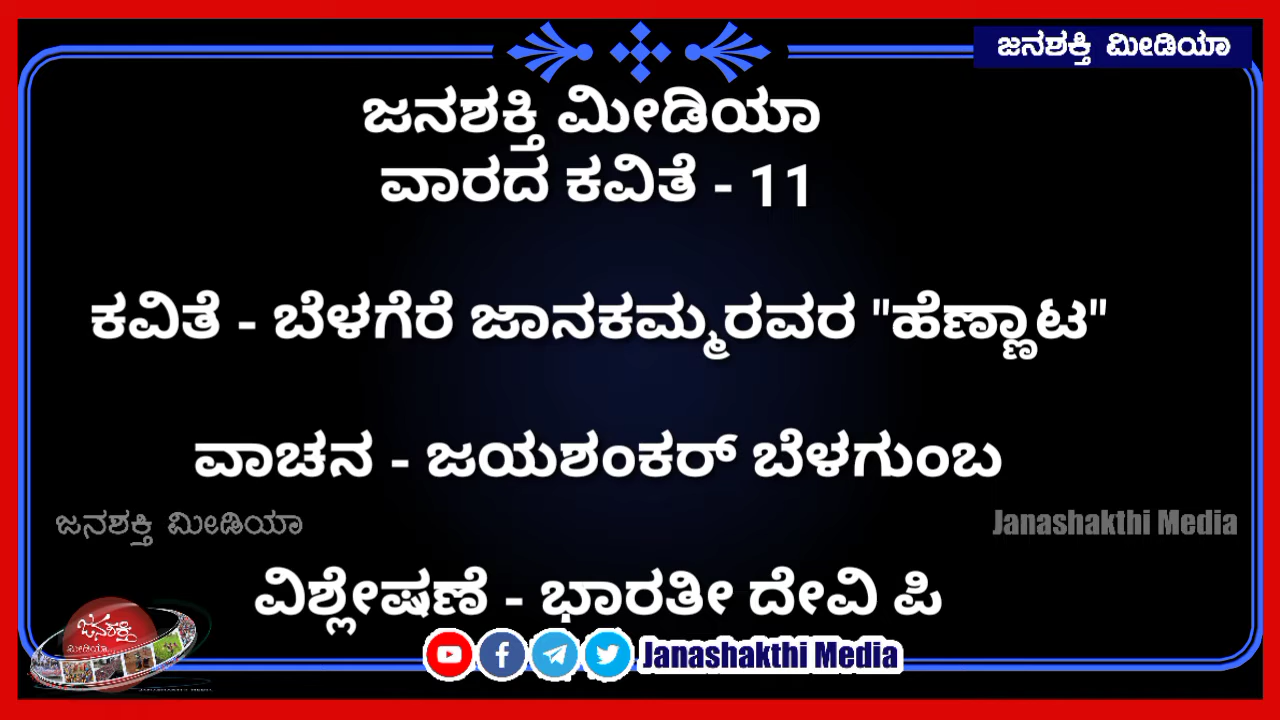 ಜನಶಕ್ತಿ ಮೀಡಿಯಾ
ಜನಶಕ್ತಿ ಮೀಡಿಯಾ
ವಾರದ ಕವಿತೆ - 11
ಕವಿತೆ - ಬೆಳಗೆರೆ ಜಾನಕಮ್ಮರವರ "ಹೆಣ್ಣಾಟ"
ವಾಚನ - ಜಯಶಂಕರ್ ಬೆಳಗುಂಬ
ಜನಶಕ್ತಿ ಮೀಡಿಯಾ
Janashakthi Media
ವಿಶ್ಲೇಷಣೆ - ಭಾರತೀ ದೇವಿ ಪಿ
ಜನಶಕ್ತಿ
ಮೀಡಿಯಾ
Janashakthi Media